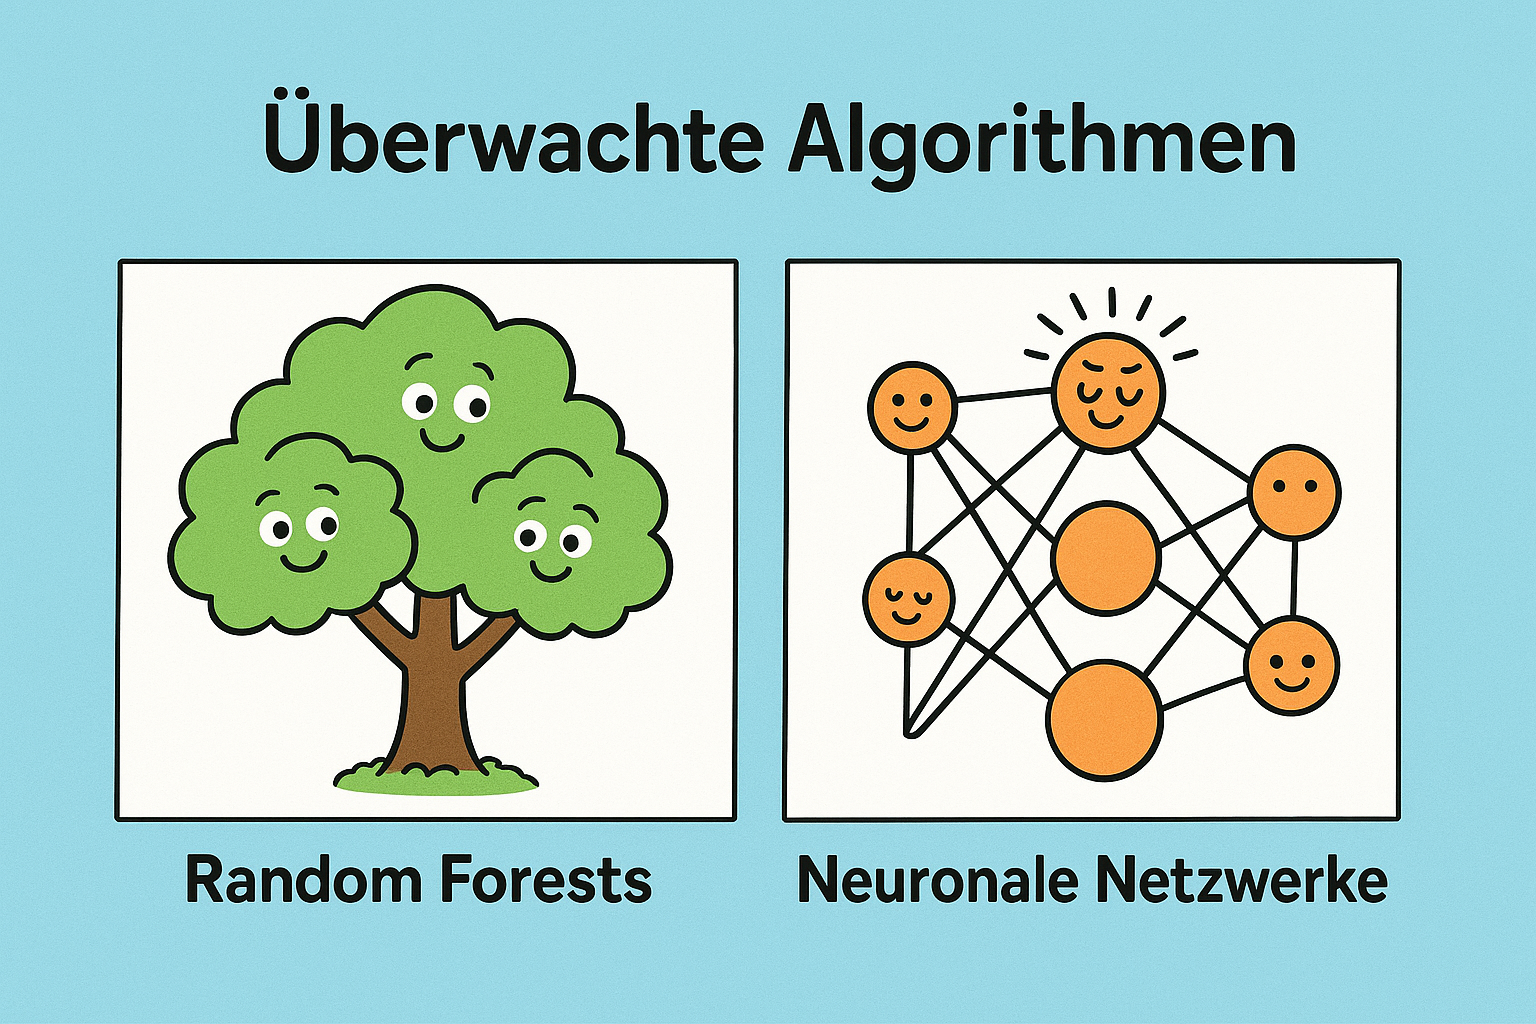 Überwachte Algorithmen
Random Forests
Neuronale Netzwerke